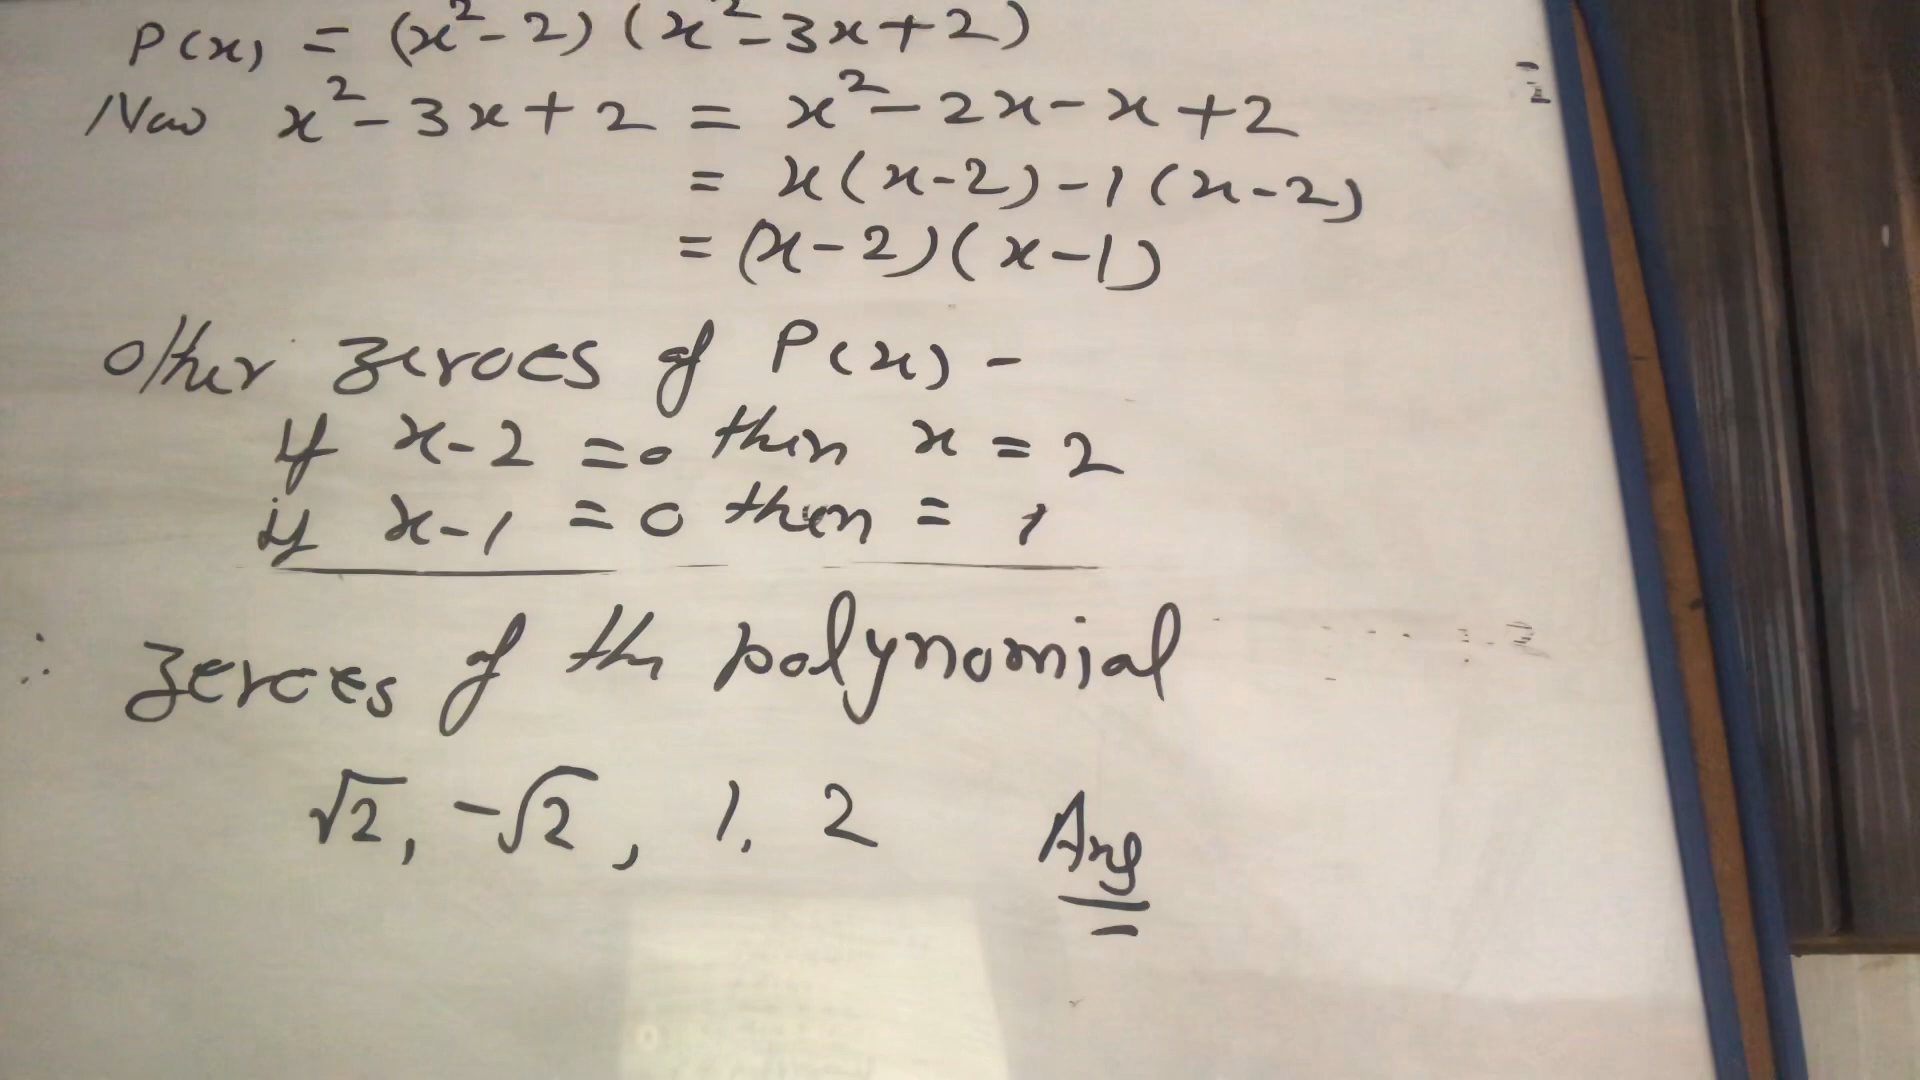 P(x) = (x²-2)(x²-3x+2)
Now x²-3x+2 = x²-2x-x+2
= x(x-2)-1(x-2)
= (x-2)(x-1)
other zeroes of P(x) -
if x-2 =0 then x = 2
if x-1 =0 then = 1
∴ zeroes of the polynomial
√2, -√2, 1, 2 Ans